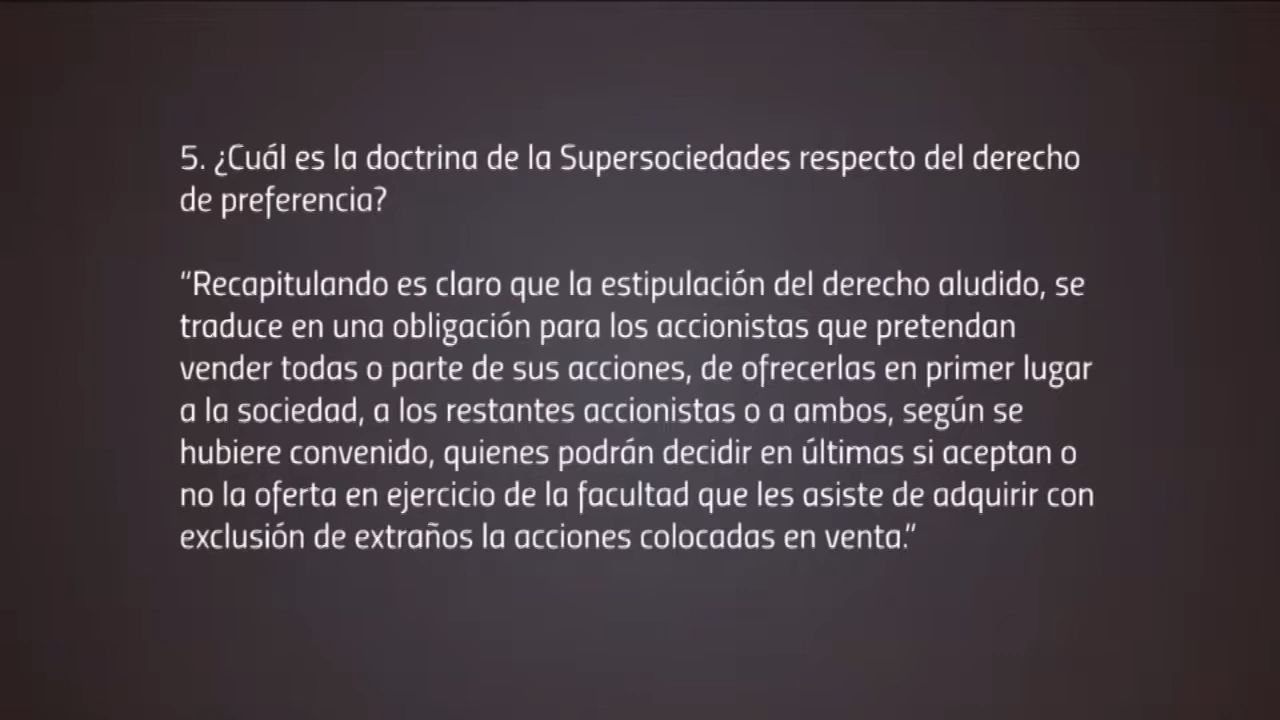 5. ¿Cuál es la doctrina de la Supersociedades respecto del derecho
de preferencia?
“Recapitulando es claro que la estipulación del derecho aludido, se
traduce en una obligación para los accionistas que pretendan
vender todas o parte de sus acciones, de ofrecerlas en primer lugar
a la sociedad, a los restantes accionistas o a ambos, según se
hubiere convenido, quienes podrán decidir en últimas si aceptan o
no la oferta en ejercicio de la facultad que les asiste de adquirir con
exclusión de extraños la acciones colocadas en venta.”